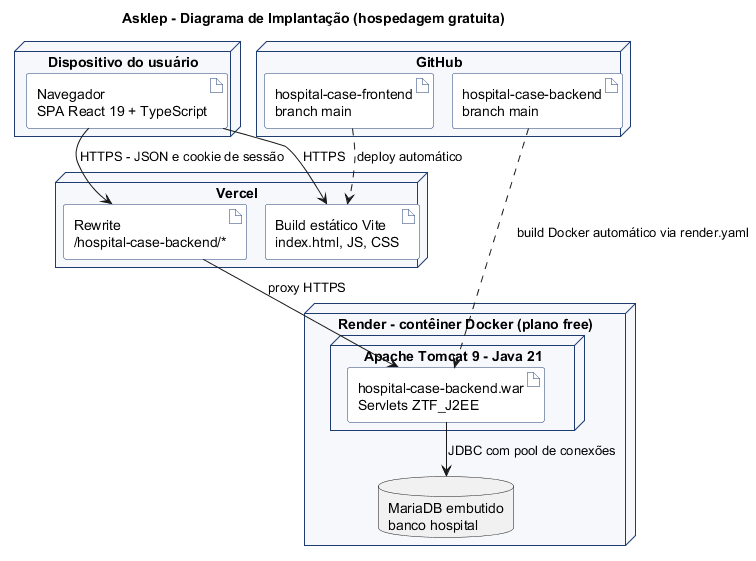 Asklep - Diagrama de Implantação (hospedagem gratuita)
Dispositivo do usuário
Navegador
SPA React 19 + TypeScript
GitHub
hospital-case-frontend
branch main
hospital-case-backend
branch main
HTTPS - JSON e cookie de sessão
HTTPS
deploy automático
Vercel
Rewrite
/hospital-case-backend/*
Build estático Vite
index.html, JS, CSS
build Docker automático via render.yaml
proxy HTTPS
Render - contêiner Docker (plano free)
Apache Tomcat 9 - Java 21
hospital-case-backend.war
Servlets ZTF_J2EE
JDBC com pool de conexões
MariaDB embutido
banco hospital